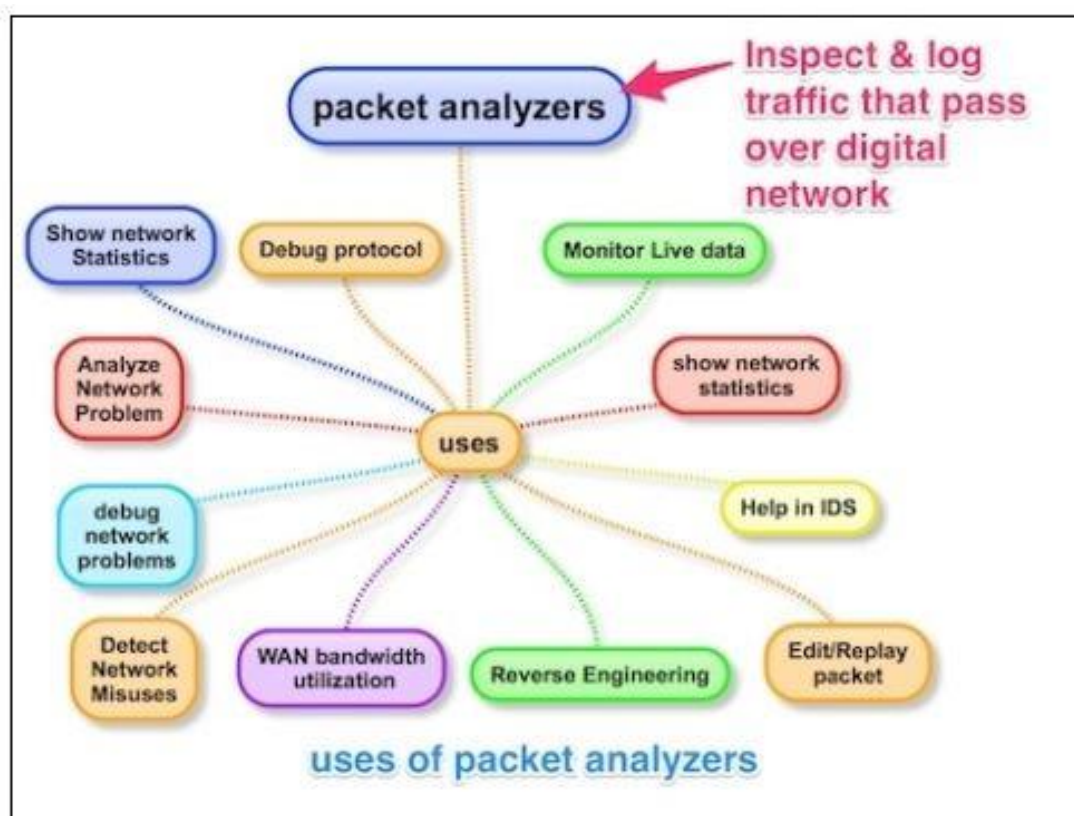 packet analyzers
Inspect & log
traffic that pass
over digital
network
Show network
Statistics
Debug protocol
Monitor Live data
Analyze
Network
Problem
show network
statistics
uses
debug
network
problems
Help in IDS
Detect
Network
Misuses
WAN bandwidth
utilization
Reverse Engineering
Edit/Replay
packet
uses of packet analyzers